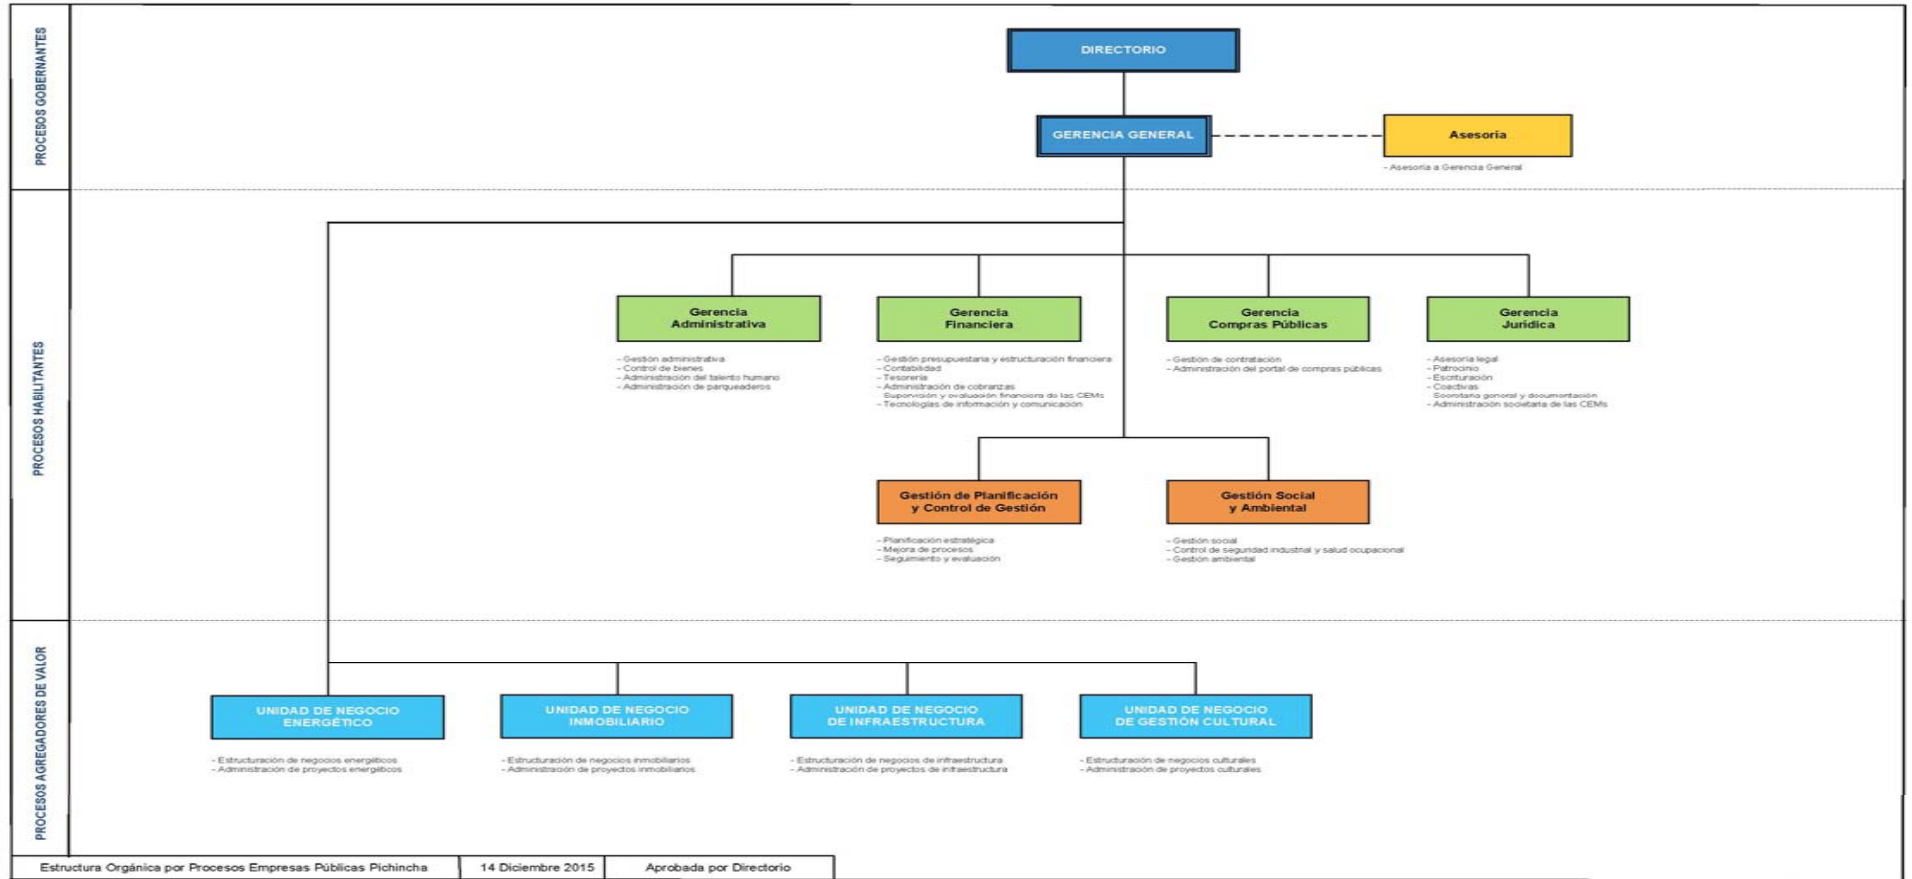 PROCESOS GOBERNANTES
DIRECTORIO
GERENCIA GENERAL
Asesoría
- Asesoría a Gerencia General
PROCESOS HABILITANTES
Gerencia
Administrativa
- Gestión administrativa
- Control de bienes
- Administración del talento humano
- Administración de parqueaderos
Gerencia
Financiera
- Gestión presupuestaria y estructuración financiera
- Contabilidad
- Tesorería
- Administración de cobranzas
- Supervisión y evaluación financiera de las CEMs
- Tecnologías de información y comunicación
Gerencia
Compras Públicas
- Gestión de contratación
- Administración del portal de compras públicas
Gerencia
Jurídica
- Asesoría legal
- Patrocinio
- Escrituración
- Coactivas
- Secretaria general y documentación
- Administración societaria de las CEMs
Gestión de Planificación
y Control de Gestión
- Planificación estratégica
- Mejora de procesos
- Seguimiento y evaluación
Gestión Social
y Ambiental
- Gestión social
- Control de seguridad industrial y salud ocupacional
- Gestión ambiental
PROCESOS AGREGADORES DE VALOR
UNIDAD DE NEGOCIO
ENERGÉTICO
- Estructuración de negocios energéticos
- Administración de proyectos energéticos
UNIDAD DE NEGOCIO
INMOBILIARIO
- Estructuración de negocios inmobiliarios
- Administración de proyectos inmobiliarios
UNIDAD DE NEGOCIO
DE INFRAESTRUCTURA
- Estructuración de negocios de infraestructura
- Administración de proyectos de infraestructura
UNIDAD DE NEGOCIO
DE GESTIÓN CULTURAL
- Estructuración de negocios culturales
- Administración de proyectos culturales
Estructura Orgánica por Procesos Empresas Públicas Pichincha
14 Diciembre 2015
Aprobada por Directorio